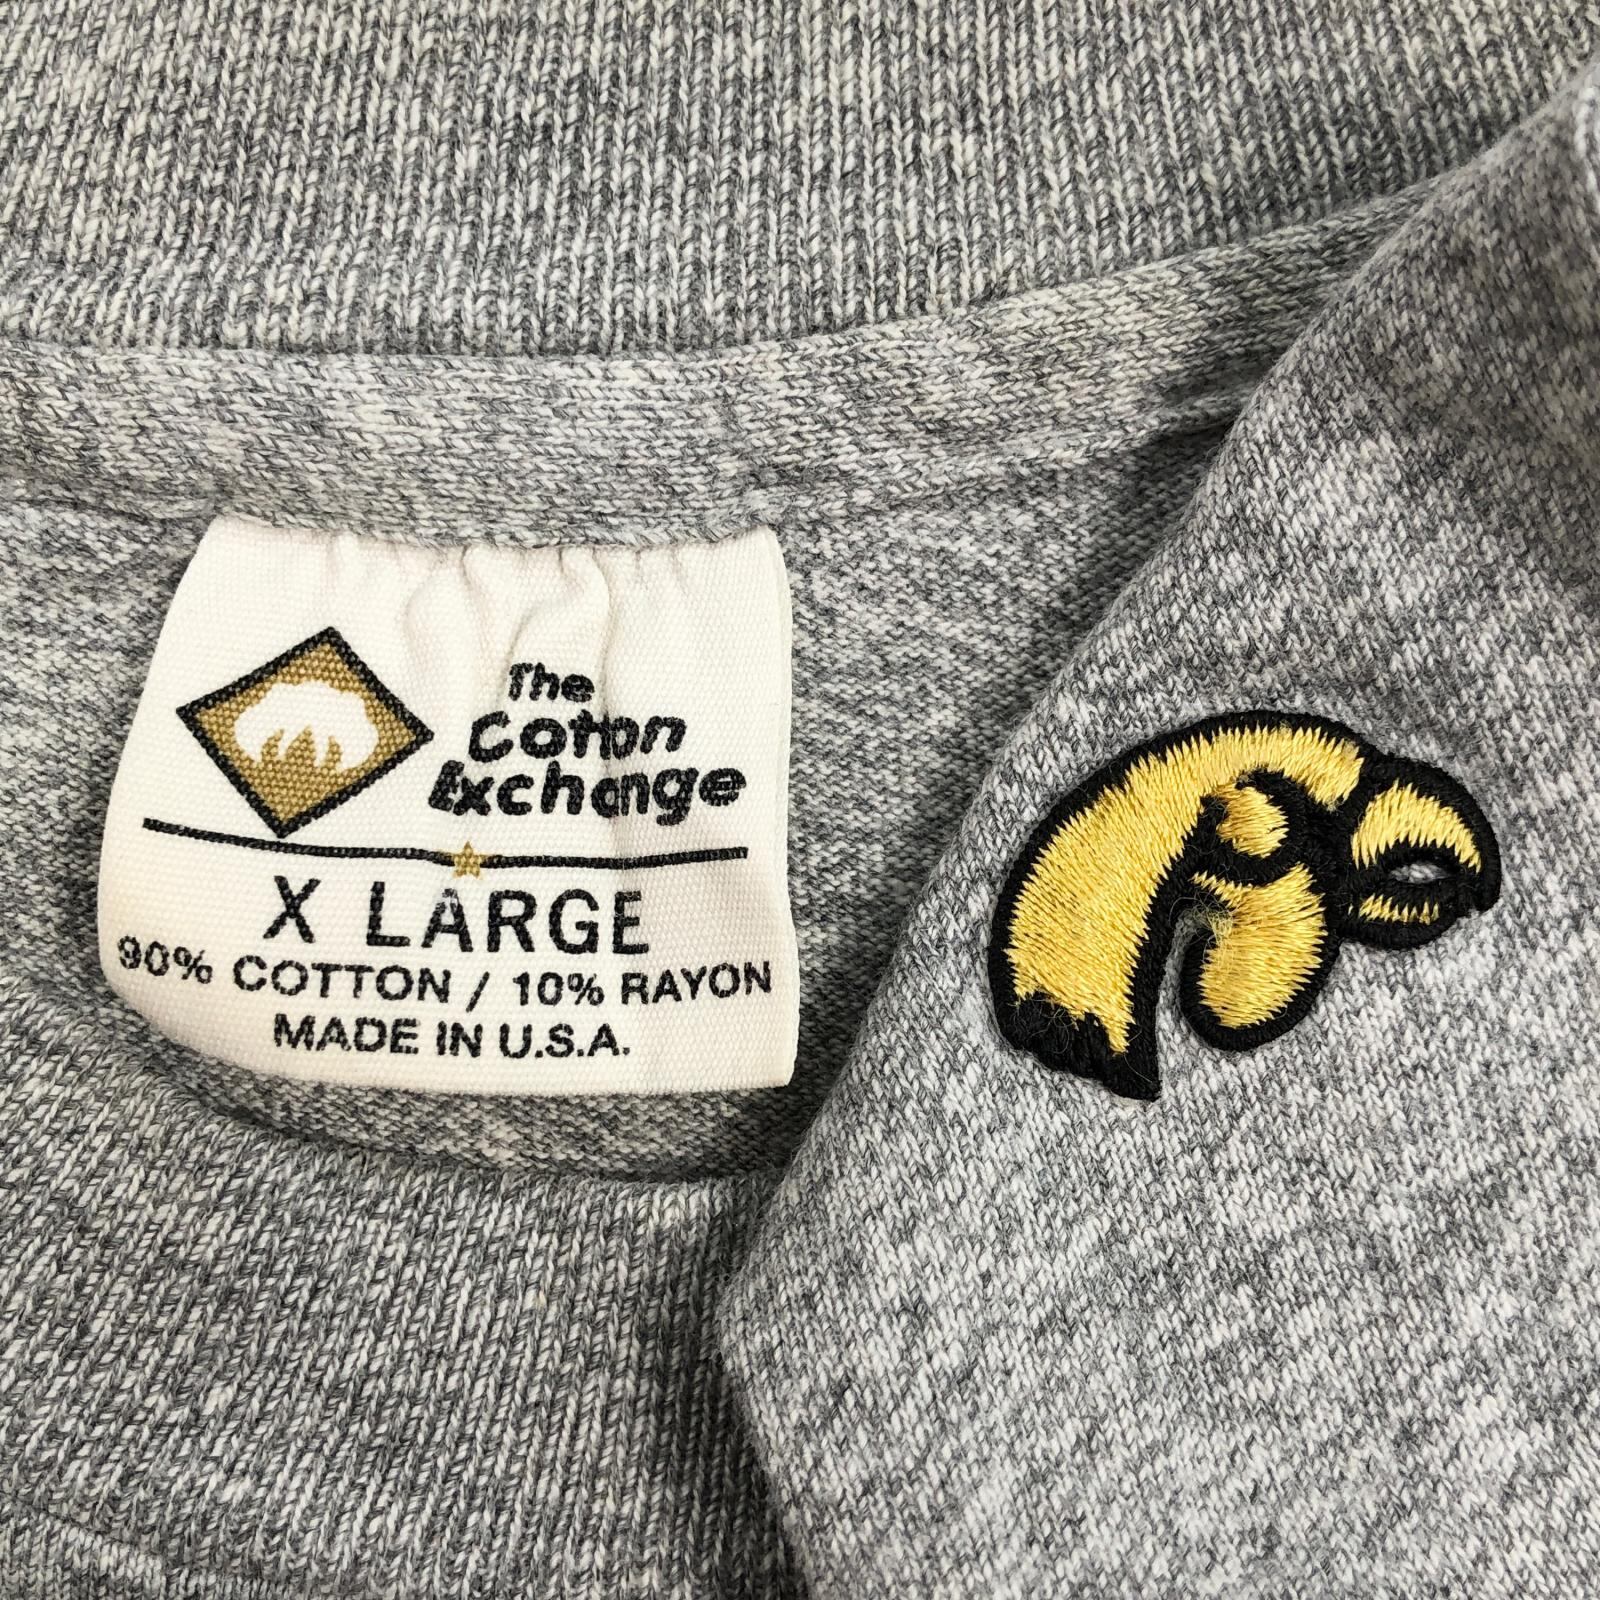 The
Cotton
Exchange
X LARGE
90% COTTON / 10% RAYON
MADE IN U.S.A.